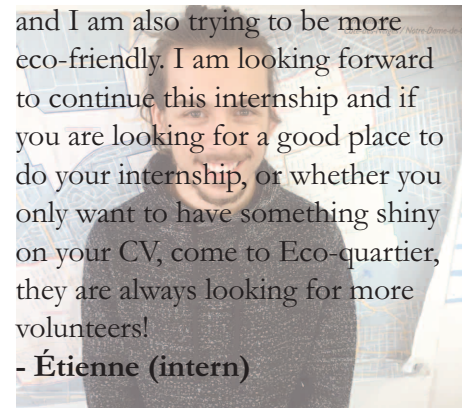 and I am also trying to be more
eco-friendly. I am looking forward
to continue this internship and if
you are looking for a good place to
do your internship, or whether you
only want to have something shiny
on your CV, come to Eco-quartier,
they are always looking for more
volunteers!
- Étienne (intern)